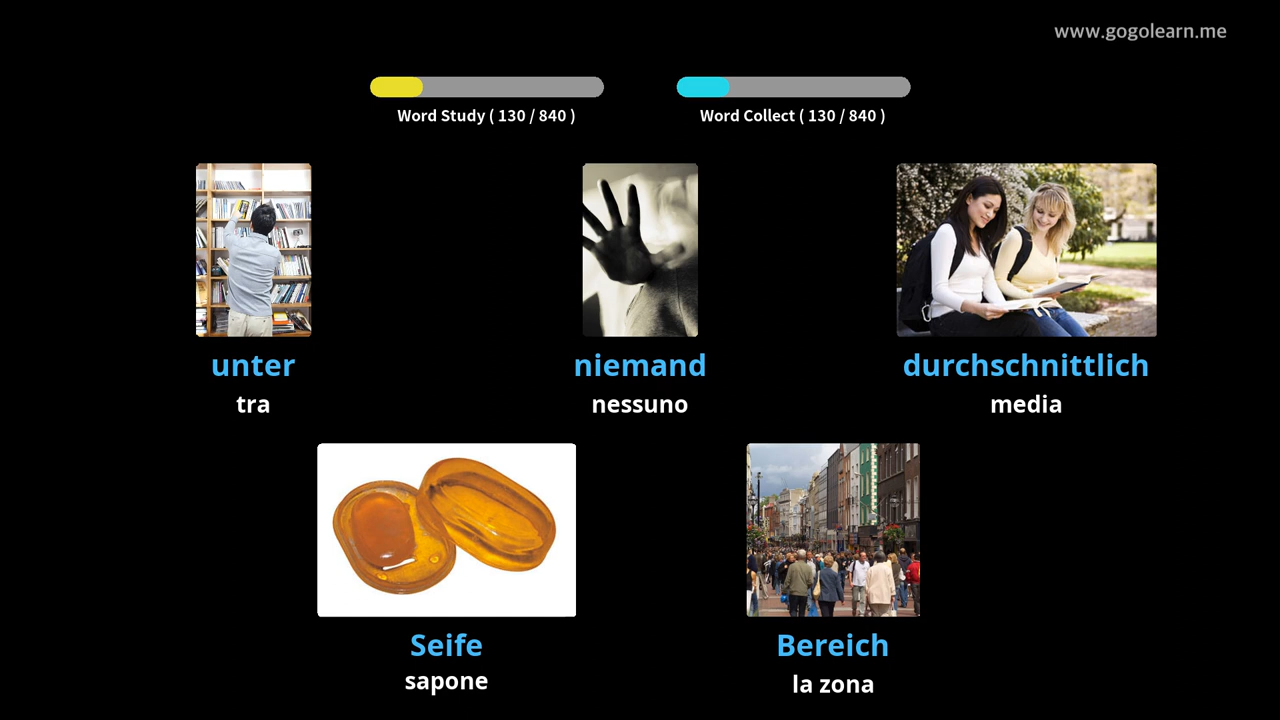 www.gogolearn.me
Word Study ( 130 / 840 )
Word Collect ( 130 / 840 )
unter
tra
niemand
nessuno
durchschnittlich
media
Seife
sapone
Bereich
la zona